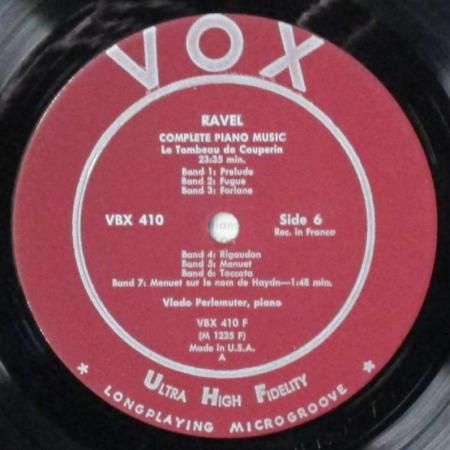 VOX
RAVEL
COMPLETE PIANO MUSIC
Le Tombeau de Couperin
23:35 min.
Band 1: Prelude
Band 2: Fugue
Band 3: Forlane
VBX 410
Side 6
Rec. in France
Band 4: Rigaudon
Band 5: Menuet
Band 6: Toccata
Band 7: Menuet sur le nom de Haydn—1:48 min.
Vlado Perlemuter, piano
VBX 410 F
(M 1225 F)
Made in U.S.A.
A
ULTRA HIGH FIDELITY
* LONGPLAYING MICROGROOVE *